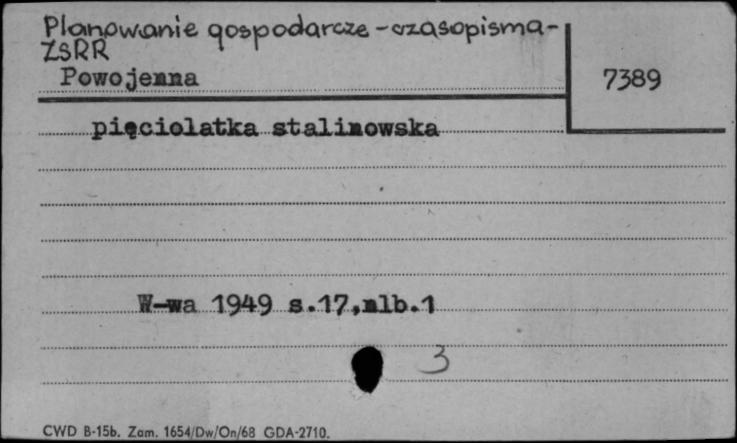 Planowanie gospodarcze - czasopisma -
ZSRR
Powojenna
7389
pięciolatka stalinowska
W-wa 1949 s.17,nlb.1
3
CWD B-15b. Zam. 1654/Dw/On/68 GDA-2710.